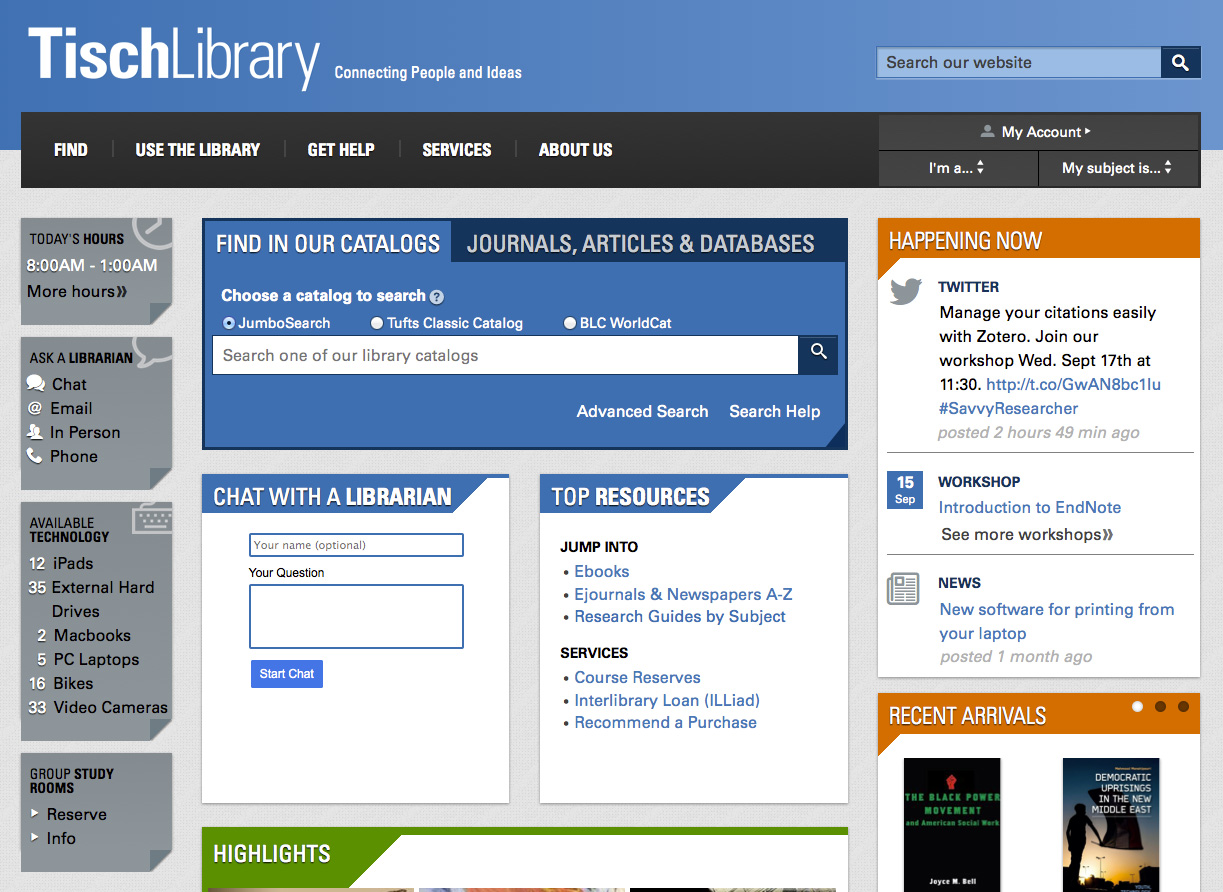 TischLibrary Connecting People and Ideas
Search our website
FIND
USE THE LIBRARY
GET HELP
SERVICES
ABOUT US
My Account
I'm a...
My subject is...
TODAY'S HOURS
8:00AM - 1:00AM
More hours»
ASK A LIBRARIAN
Chat
@ Email
In Person
Phone
AVAILABLE
TECHNOLOGY
12 iPads
35 External Hard
Drives
2 Macbooks
5 PC Laptops
16 Bikes
33 Video Cameras
GROUP STUDY
ROOMS
Reserve
Info
FIND IN OUR CATALOGS
JOURNALS, ARTICLES & DATABASES
Choose a catalog to search ?
JumboSearch
Tufts Classic Catalog
BLC WorldCat
Search one of our library catalogs
Advanced Search
Search Help
CHAT WITH A LIBRARIAN
Your name (optional)
Your Question
Start Chat
TOP RESOURCES
JUMP INTO
• Ebooks
• Ejournals & Newspapers A-Z
• Research Guides by Subject
SERVICES
• Course Reserves
• Interlibrary Loan (ILLiad)
• Recommend a Purchase
HIGHLIGHTS
HAPPENING NOW
TWITTER
Manage your citations easily
with Zotero. Join our
workshop Wed. Sept 17th at
11:30. http://t.co/GwAN8bc1Iu
#SavvyResearcher
posted 2 hours 49 min ago
15
Sep
WORKSHOP
Introduction to EndNote
See more workshops»
NEWS
New software for printing from
your laptop
posted 1 month ago
RECENT ARRIVALS
THE BLACK POWER
MOVEMENT
and American Social Work
Joyce M. Bell
DEMOCRATIC
UPRISINGS
IN THE NEW
MIDDLE EAST